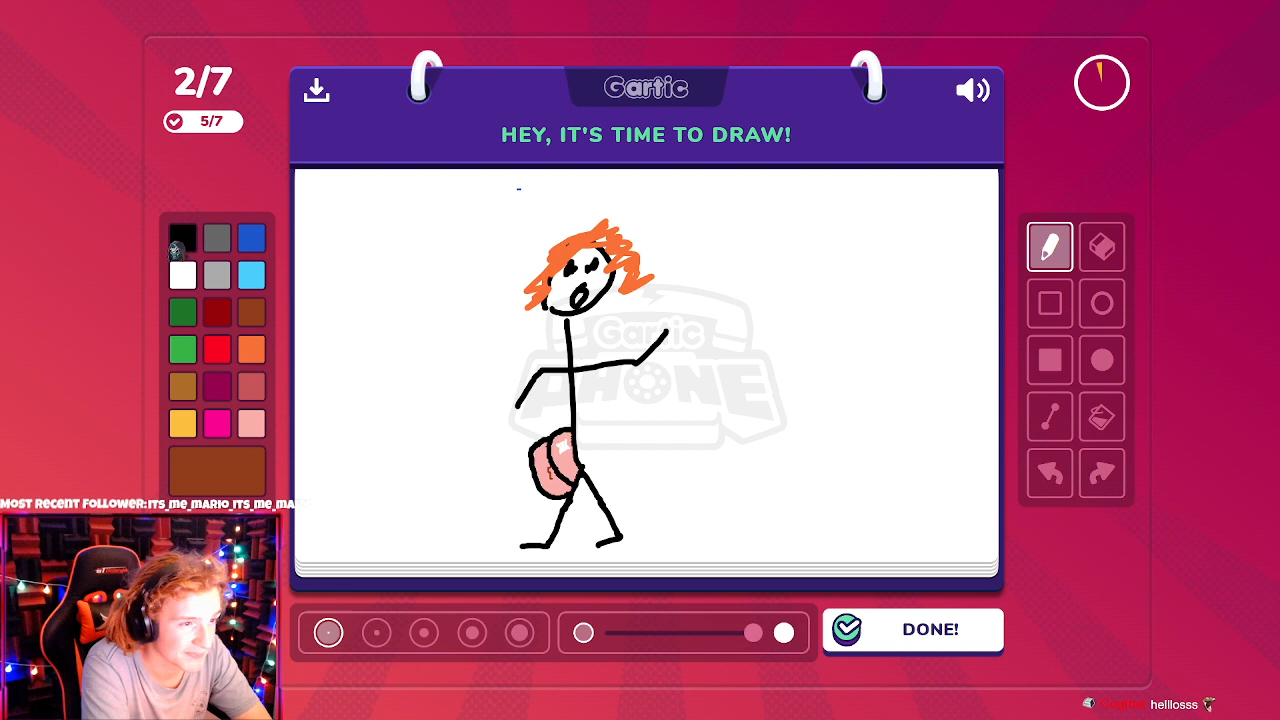 2/7
5/7
Gartic
HEY, IT'S TIME TO DRAW!
Gartic
PHONE
MOST RECENT FOLLOWER:ITS_ME_MARIO_ITS_ME_MA
DONE!
helllosss